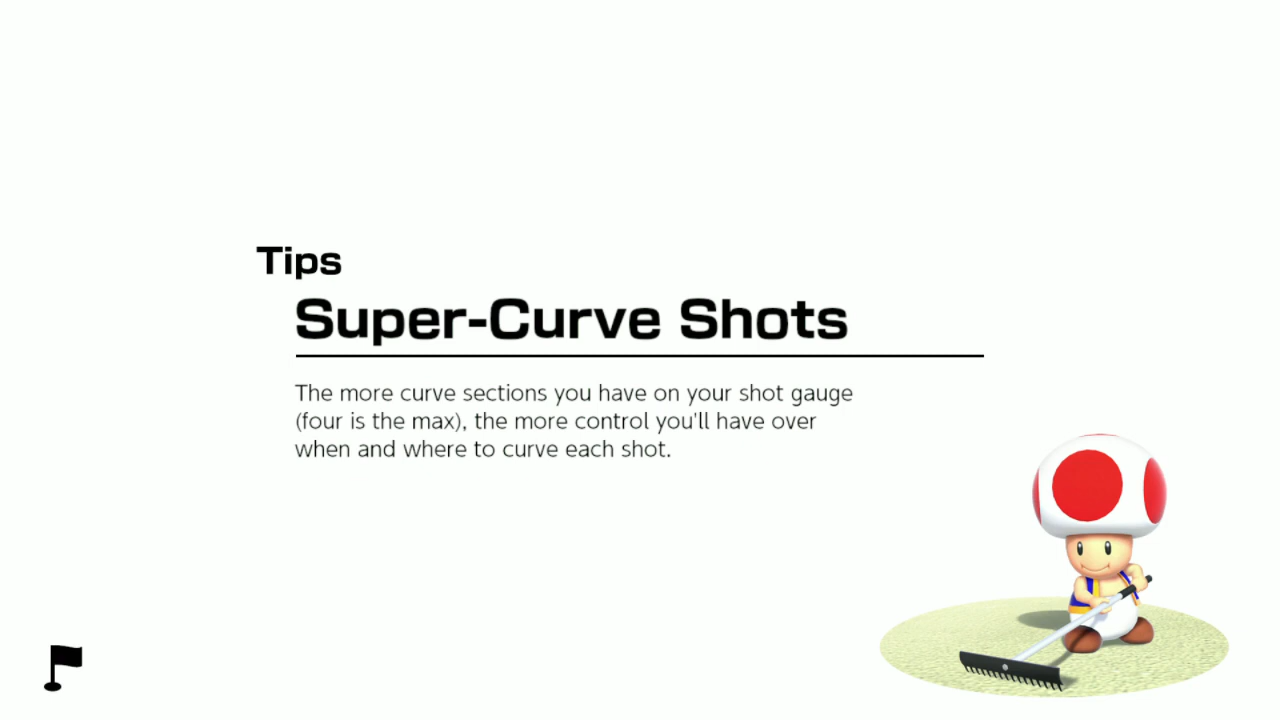 Tips
Super-Curve Shots
The more curve sections you have on your shot gauge
(four is the max), the more control you'll have over
when and where to curve each shot.